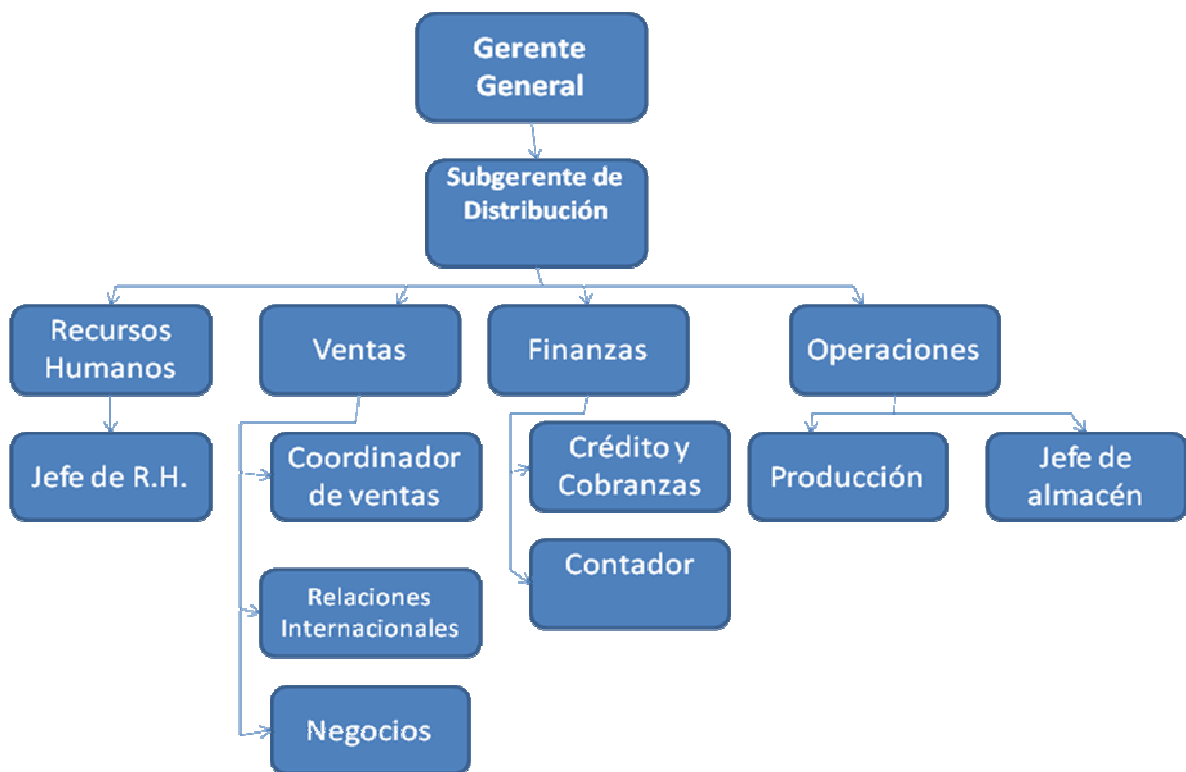 Gerente
General
Subgerente de
Distribución
Recursos
Humanos
Ventas
Finanzas
Operaciones
Jefe de R.H.
Coordinador
de ventas
Crédito y
Cobranzas
Producción
Jefe de
almacén
Contador
Relaciones
Internacionales
Negocios